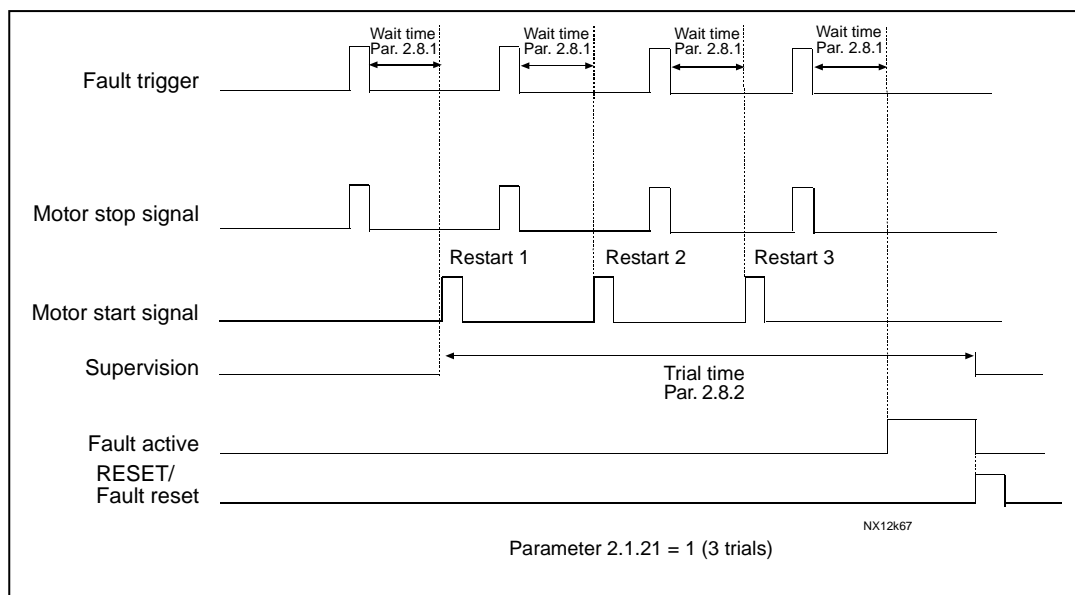 Wait time
Par. 2.8.1
Wait time
Par. 2.8.1
Wait time
Par. 2.8.1
Wait time
Par. 2.8.1
Fault trigger
Motor stop signal
Restart 1
Restart 2
Restart 3
Motor start signal
Supervision
Trial time
Par. 2.8.2
Fault active
RESET/
Fault reset
NX12k67
Parameter 2.1.21 = 1 (3 trials)